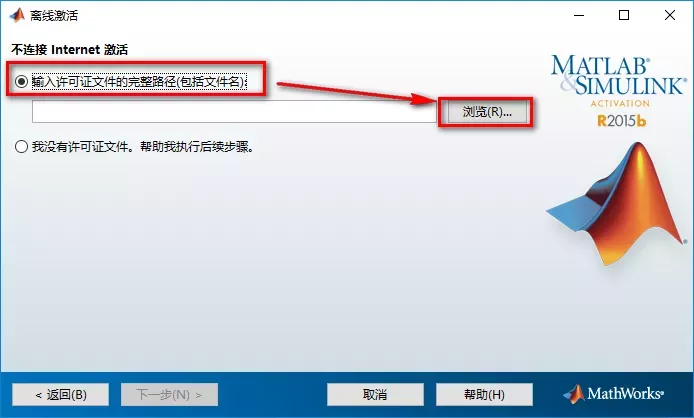 离线激活
不连接 Internet 激活
输入许可证文件的完整路径(包括文件名):
浏览(R)...
我没有许可证文件。帮助我执行后续步骤。
MATLAB
&SIMULINK®
ACTIVATION
R2015b
< 返回(B)
下一步(N) >
取消
帮助(H)
MathWorks®